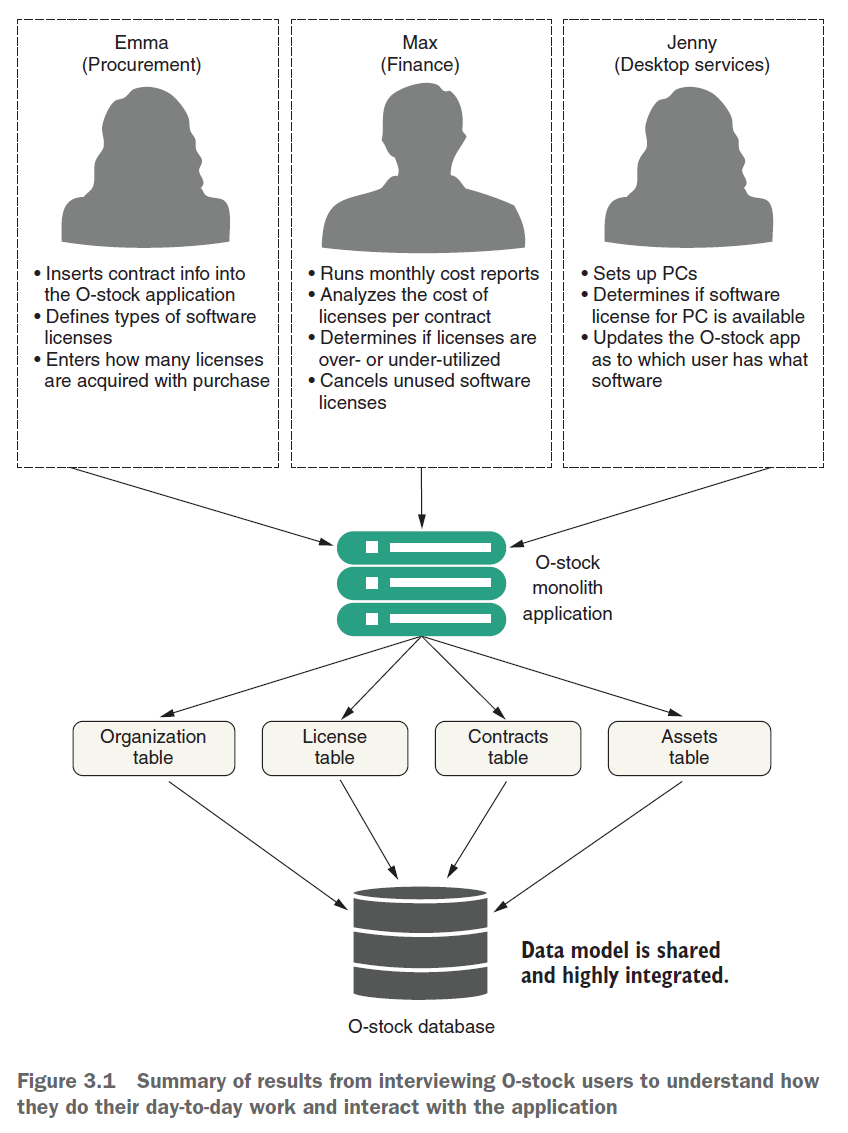 Emma
(Procurement)
• Inserts contract info into
the O-stock application
• Defines types of software
licenses
• Enters how many licenses
are acquired with purchase
Max
(Finance)
• Runs monthly cost reports
• Analyzes the cost of
licenses per contract
• Determines if licenses are
over- or under-utilized
• Cancels unused software
licenses
Jenny
(Desktop services)
• Sets up PCs
• Determines if software
license for PC is available
• Updates the O-stock app
as to which user has what
software
O-stock
monolith
application
Organization
table
License
table
Contracts
table
Assets
table
Data model is shared
and highly integrated.
O-stock database
Figure 3.1 Summary of results from interviewing O-stock users to understand how
they do their day-to-day work and interact with the application